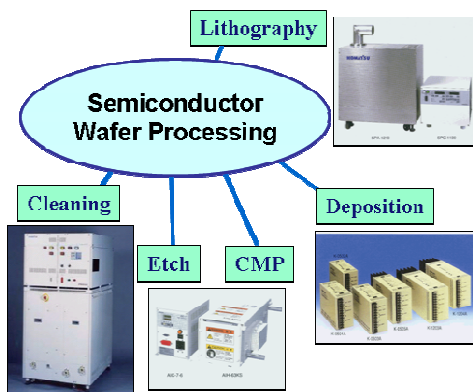 Lithography
Semiconductor
Wafer Processing
Cleaning
Deposition
Etch
CMP